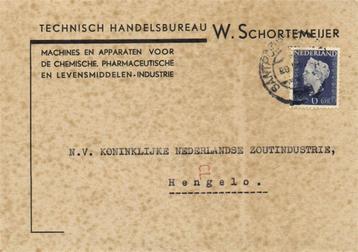 TECHNISCH HANDELSBUREAU W. SCHORTEMEIJER
MACHINES EN APPARATEN VOOR
DE CHEMISCHE, PHARMACEUTISCHE
EN LEVENSMIDDELEN-INDUSTRIE
NEDERLAND
N.V. KONINKLIJKE NEDERLANDSE ZOUTINDUSTRIE,
Hengelo.